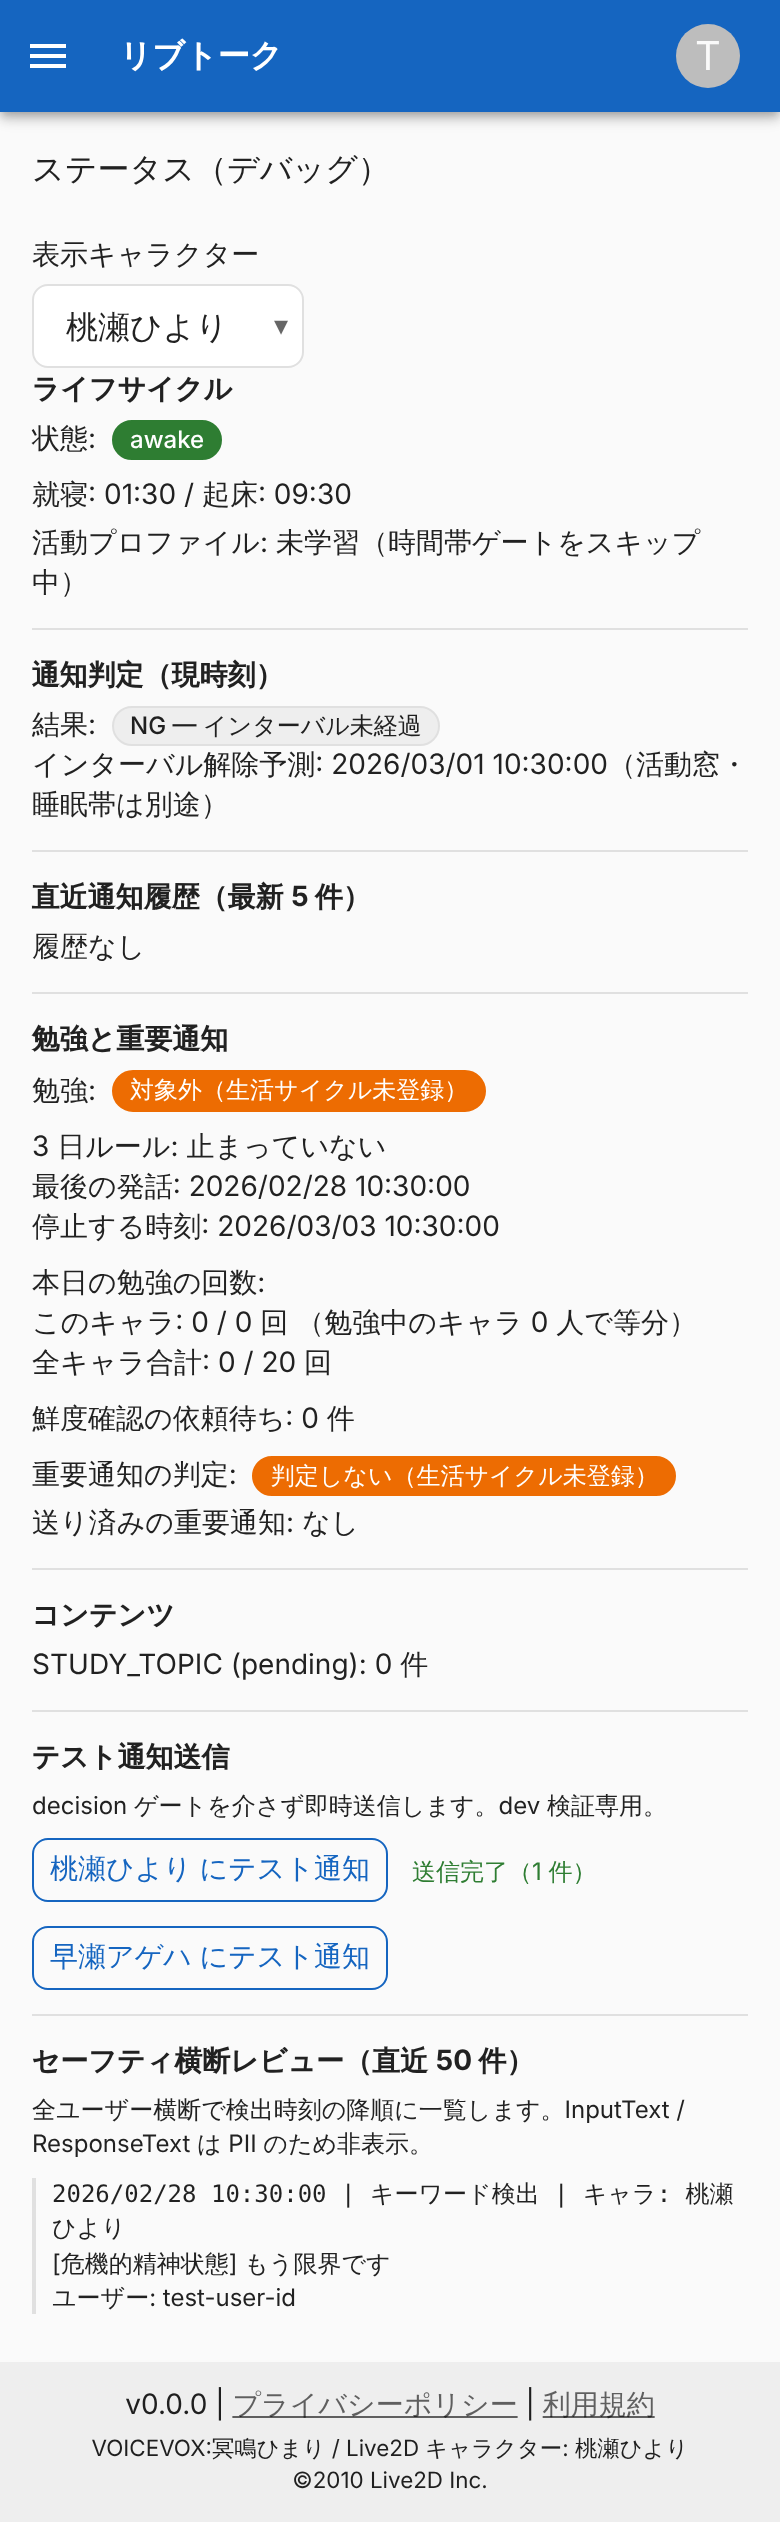 リブトーク
T
ステータス（デバッグ）
表示キャラクター
桃瀬ひより ▼
ライフサイクル
状態: awake
就寝: 01:30 / 起床: 09:30
活動プロファイル: 未学習（時間帯ゲートをスキップ
中）
通知判定（現時刻）
結果: NG — インターバル未経過
インターバル解除予測: 2026/03/01 10:30:00（活動窓・
睡眠帯は別途）
直近通知履歴（最新 5 件）
履歴なし
勉強と重要通知
勉強: 対象外（生活サイクル未登録）
3 日ルール: 止まっていない
最後の発話: 2026/02/28 10:30:00
停止する時刻: 2026/03/03 10:30:00
本日の勉強の回数:
このキャラ: 0 / 0 回 （勉強中のキャラ 0 人で等分）
全キャラ合計: 0 / 20 回
鮮度確認の依頼待ち: 0 件
重要通知の判定: 判定しない（生活サイクル未登録）
送り済みの重要通知: なし
コンテンツ
STUDY_TOPIC (pending): 0 件
テスト通知送信
decision ゲートを介さず即時送信します。dev 検証専用。
桃瀬ひより にテスト通知 送信完了（1 件）
早瀬アゲハ にテスト通知
セーフティ横断レビュー（直近 50 件）
全ユーザー横断で検出時刻の降順に一覧します。InputText /
ResponseText は PII のため非表示。
2026/02/28 10:30:00 | キーワード検出 | キャラ: 桃瀬
ひより
[危機的精神状態] もう限界です
ユーザー: test-user-id
v0.0.0 | プライバシーポリシー | 利用規約
VOICEVOX:冥鳴ひまり / Live2D キャラクター: 桃瀬ひより
©2010 Live2D Inc.